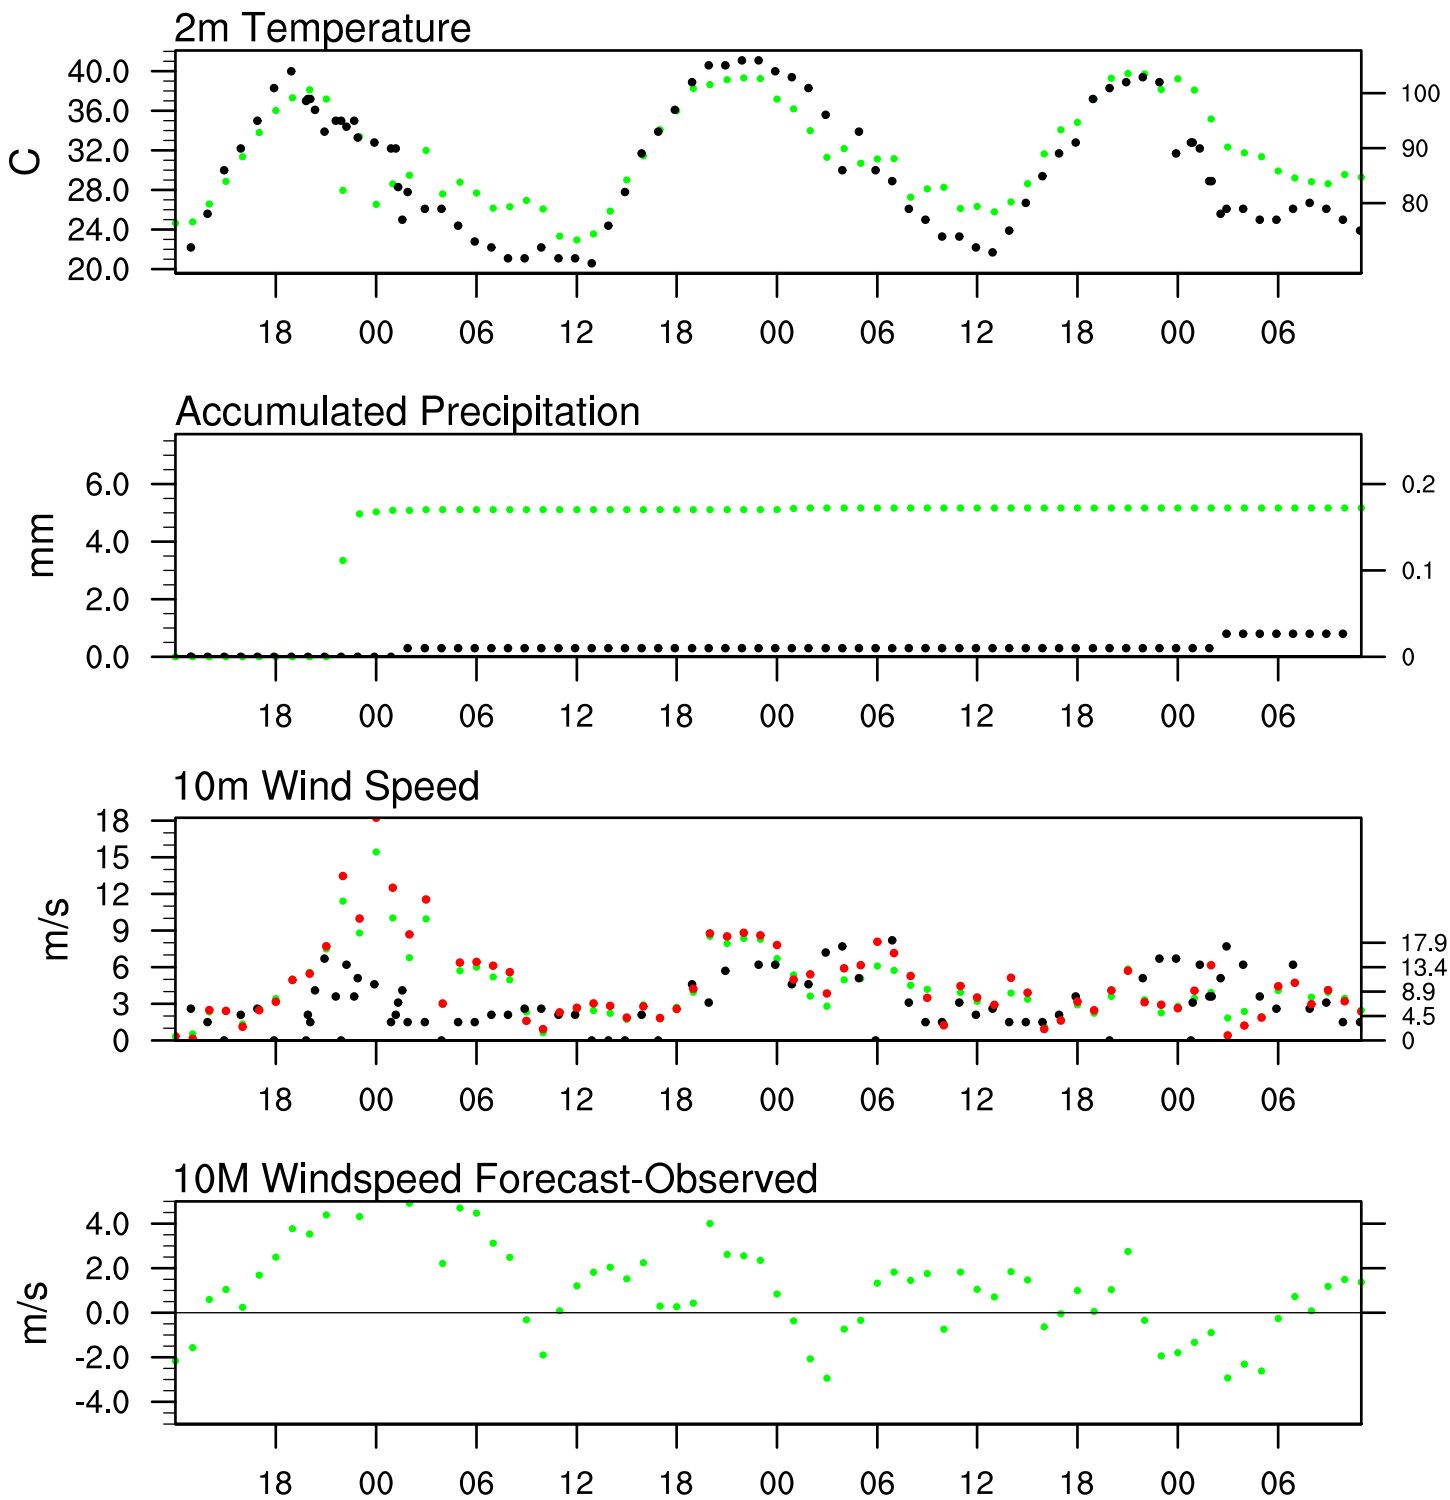 2m Temperature
40.0
36.0
32.0
28.0
24.0
20.0
C
100
90
80
18 00 06 12 18 00 06 12 18 00 06
Accumulated Precipitation
6.0
4.0
2.0
0.0
mm
0.2
0.1
0
18 00 06 12 18 00 06 12 18 00 06
10m Wind Speed
18
15
12
9
6
3
0
m/s
17.9
13.4
8.9
4.5
0
18 00 06 12 18 00 06 12 18 00 06
10M Windspeed Forecast-Observed
4.0
2.0
0.0
-2.0
-4.0
m/s
18 00 06 12 18 00 06 12 18 00 06